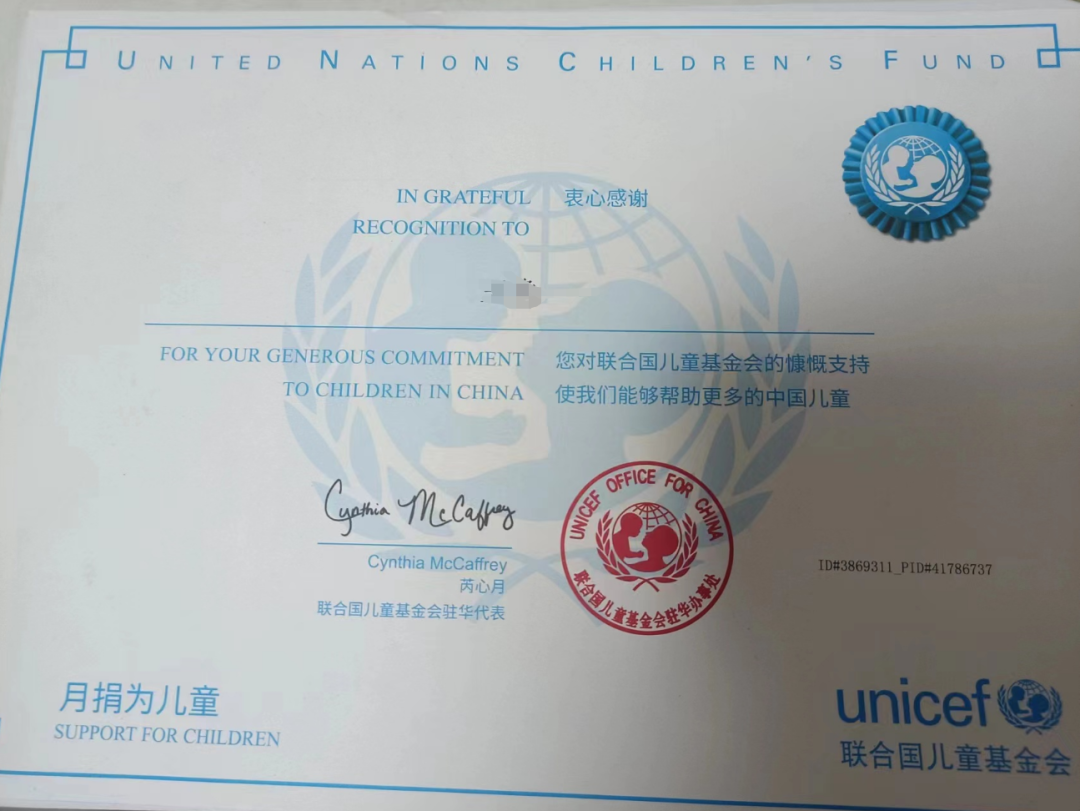 UNITED NATIONS CHILDREN'S FUND
IN GRATEFUL 衷心感谢
RECOGNITION TO
FOR YOUR GENEROUS COMMITMENT 您对联合国儿童基金会的慷慨支持
TO CHILDREN IN CHINA 使我们能够帮助更多的中国儿童
Cynthia McCaffrey
UNICEF OFFICE FOR CHINA
联合国儿童基金会驻华办事处
Cynthia McCaffrey
芮心月
联合国儿童基金会驻华代表
ID#3869311_PID#41786737
月捐为儿童
SUPPORT FOR CHILDREN
unicef
联合国儿童基金会